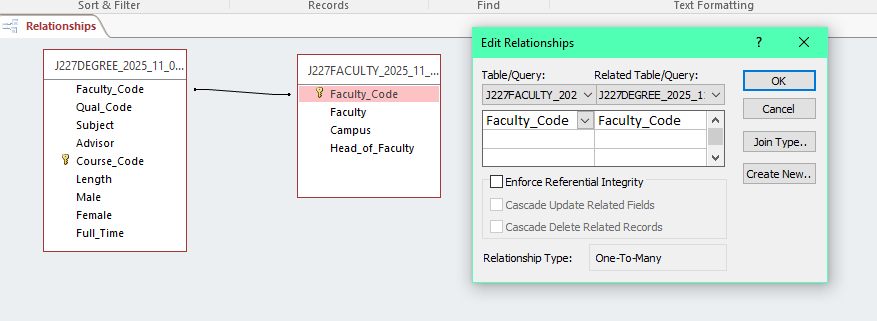 Sort & Filter Records Find Text Formatting
Relationships
J227DEGREE_2025_11_0...
Faculty_Code
Qual_Code
Subject
Advisor
Course_Code
Length
Male
Female
Full_Time
J227FACULTY_2025_11_...
Faculty_Code
Faculty
Campus
Head_of_Faculty
Edit Relationships ? ×
Table/Query: Related Table/Query:
J227FACULTY_202 J227DEGREE_2025_11
Faculty_Code Faculty_Code
Enforce Referential Integrity
Cascade Update Related Fields
Cascade Delete Related Records
Relationship Type: One-To-Many
OK
Cancel
Join Type..
Create New..